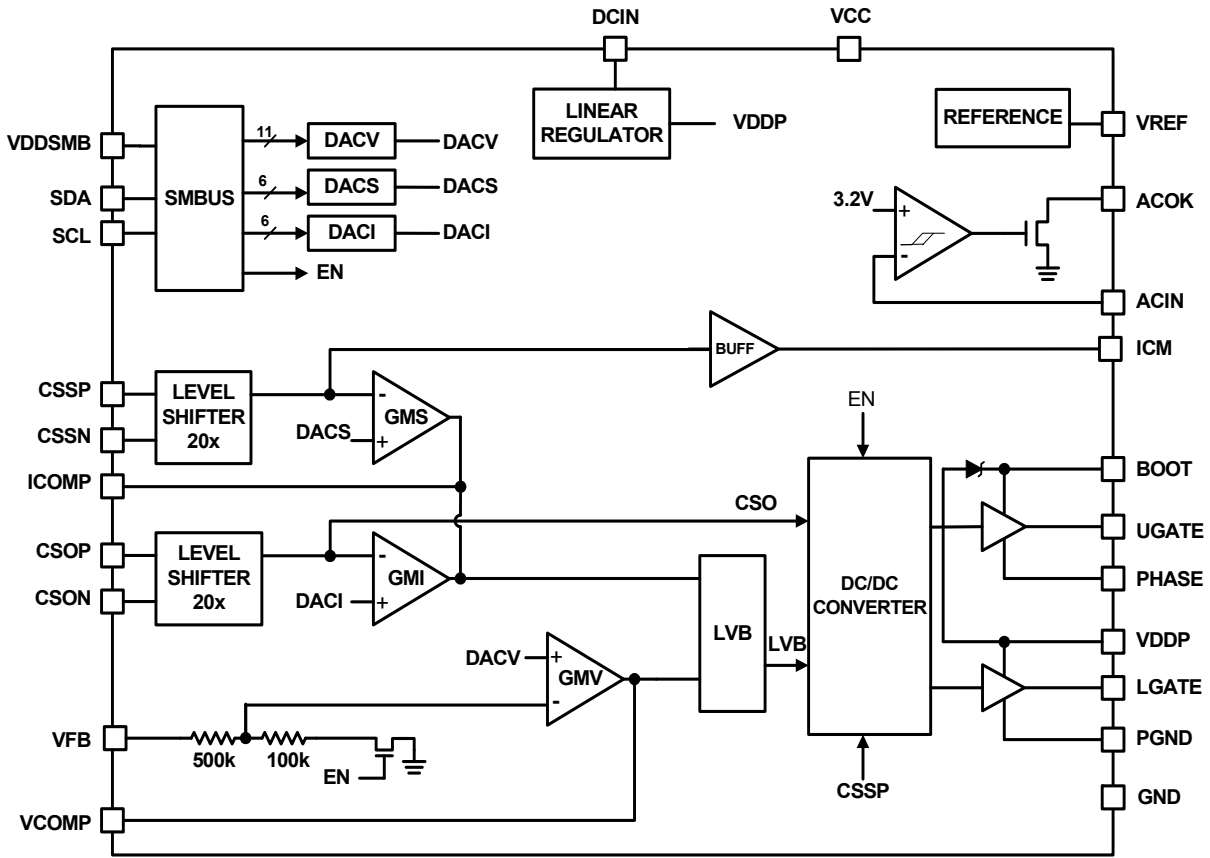 DCIN
VCC
LINEAR
REGULATOR
VDDP
REFERENCE
VREF
VDDSMB
SDA
SCL
SMBUS
11
DACV
DACV
6
DACS
DACS
6
DACI
DACI
EN
3.2V
+
-
ACOK
ACIN
BUFF
ICM
CSSP
CSSN
LEVEL
SHIFTER
20x
-
GMS
DACS
+
ICOMP
EN
BOOT
CSO
UGATE
CSOP
CSON
LEVEL
SHIFTER
20x
-
GMI
DACI
+
DC/DC
CONVERTER
PHASE
LVB
LVB
VDDP
DACV
+
GMV
-
LGATE
VFB
500k
100k
EN
PGND
CSSP
GND
VCOMP